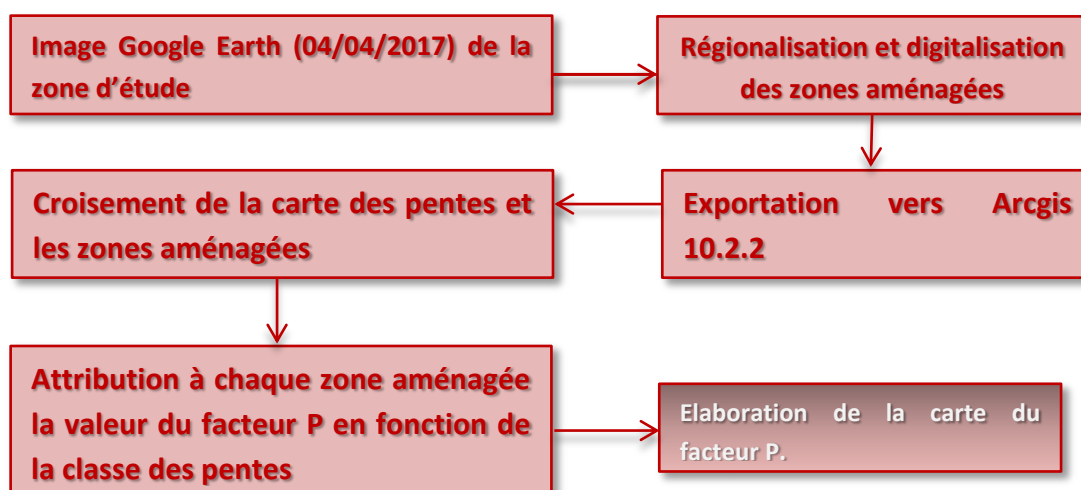 Image Google Earth (04/04/2017) de la
zone d'étude
Régionalisation et digitalisation
des zones aménagées
Exportation vers Arcgis
10.2.2
Croisement de la carte des pentes et
les zones aménagées
Attribution à chaque zone aménagée
la valeur du facteur P en fonction de
la classe des pentes
Elaboration de la carte du
facteur P.